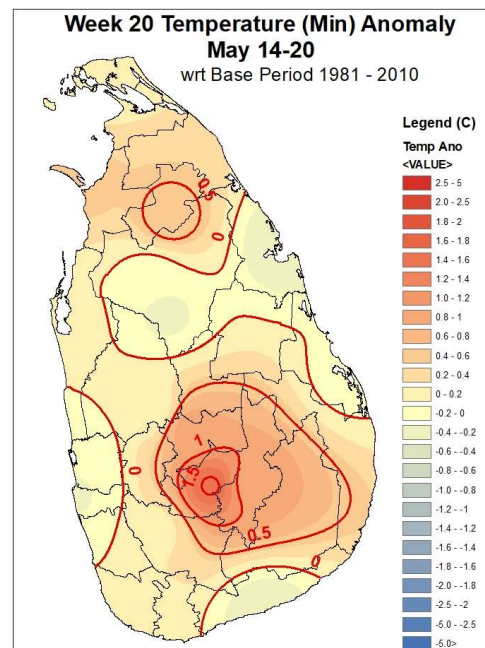 Week 20 Temperature (Min) Anomaly
May 14-20
wrt Base Period 1981 - 2010
Legend (C)
Temp Ano
<VALUE>
2.5 - 5
2.0 - 2.5
1.8 - 2
1.6 - 1.8
1.4 - 1.6
1.2 - 1.4
1.0 - 1.2
0.8 - 1
0.6 - 0.8
0.4 - 0.6
0.2 - 0.4
0 - 0.2
-0.2 - 0
-0.4 - -0.2
-0.6 - -0.4
-0.8 - -0.6
-1.0 - -0.8
-1.2 - -1
-1.4 - -1.2
-1.6 - -1.4
-1.8 - -1.6
-2.0 - -1.8
-2.5 - -2
-5.0 - -2.5
-5.0>
0.5
0
1
0
1.5
0.5
0